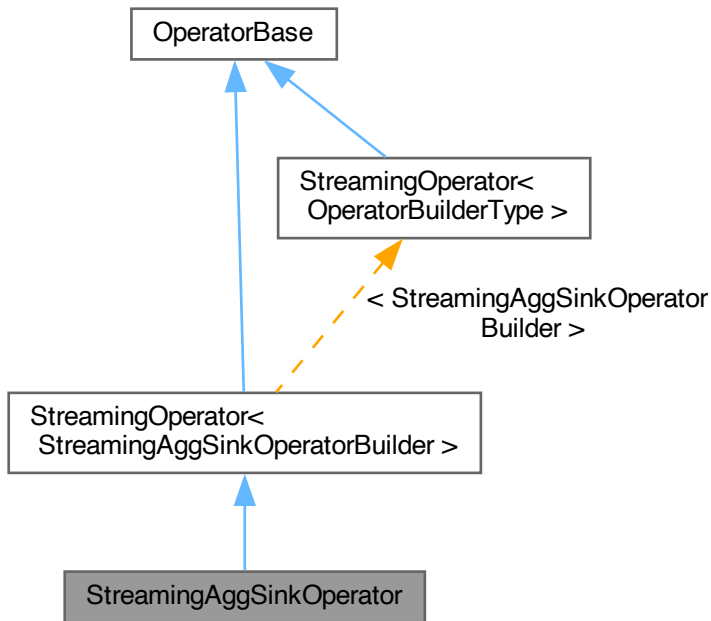 OperatorBase
StreamingOperator<
OperatorBuilderType >
< StreamingAggSinkOperator
Builder >
StreamingOperator<
StreamingAggSinkOperatorBuilder >
StreamingAggSinkOperator